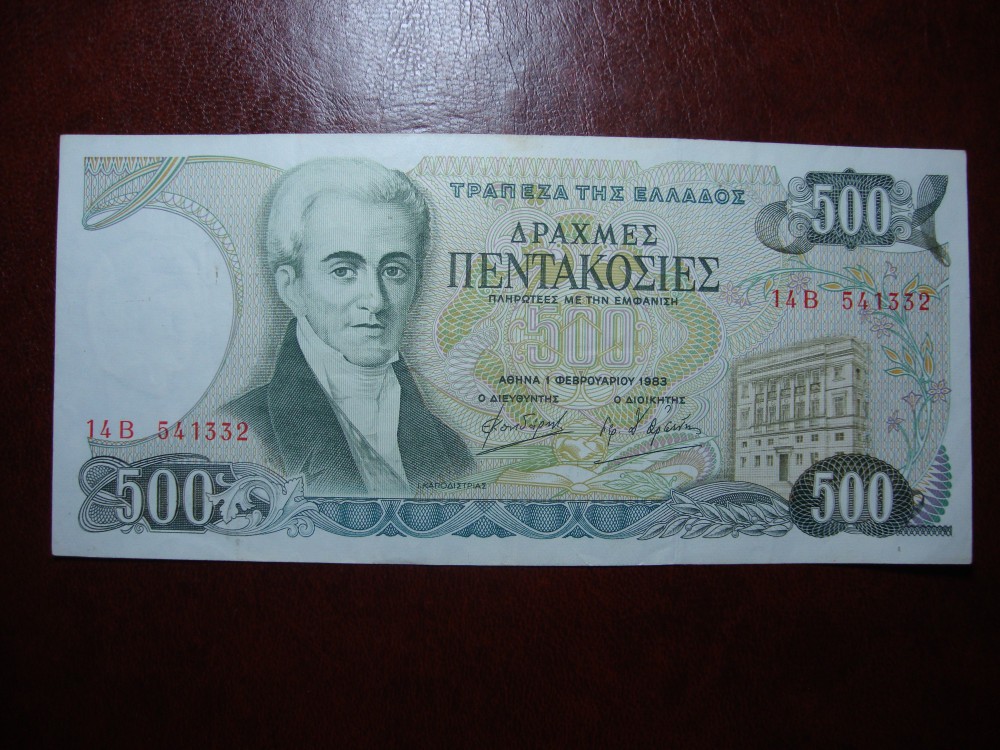 ΤΡΑΠΕΖΑ ΤΗΣ ΕΛΛΑΔΟΣ
500
ΔΡΑΧΜΕΣ
ΠΕΝΤΑΚΟΣΙΕΣ
ΠΛΗΡΩΤΕΕΣ ΜΕ ΤΗΝ ΕΜΦΑΝΙΣΗ
14Β 541332
500
ΑΘΗΝΑ 1 ΦΕΒΡΟΥΑΡΙΟΥ 1983
Ο ΔΙΕΥΘΥΝΤΗΣ Ο ΔΙΟΙΚΗΤΗΣ
14Β 541332
500
Ι.ΚΑΠΟΔΙΣΤΡΙΑΣ
500